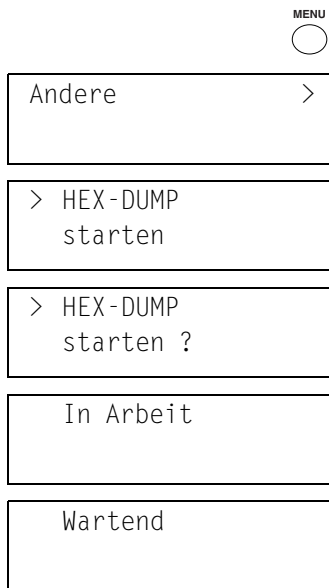 MENU
Andere >
> HEX-DUMP
starten
> HEX-DUMP
starten ?
In Arbeit
Wartend